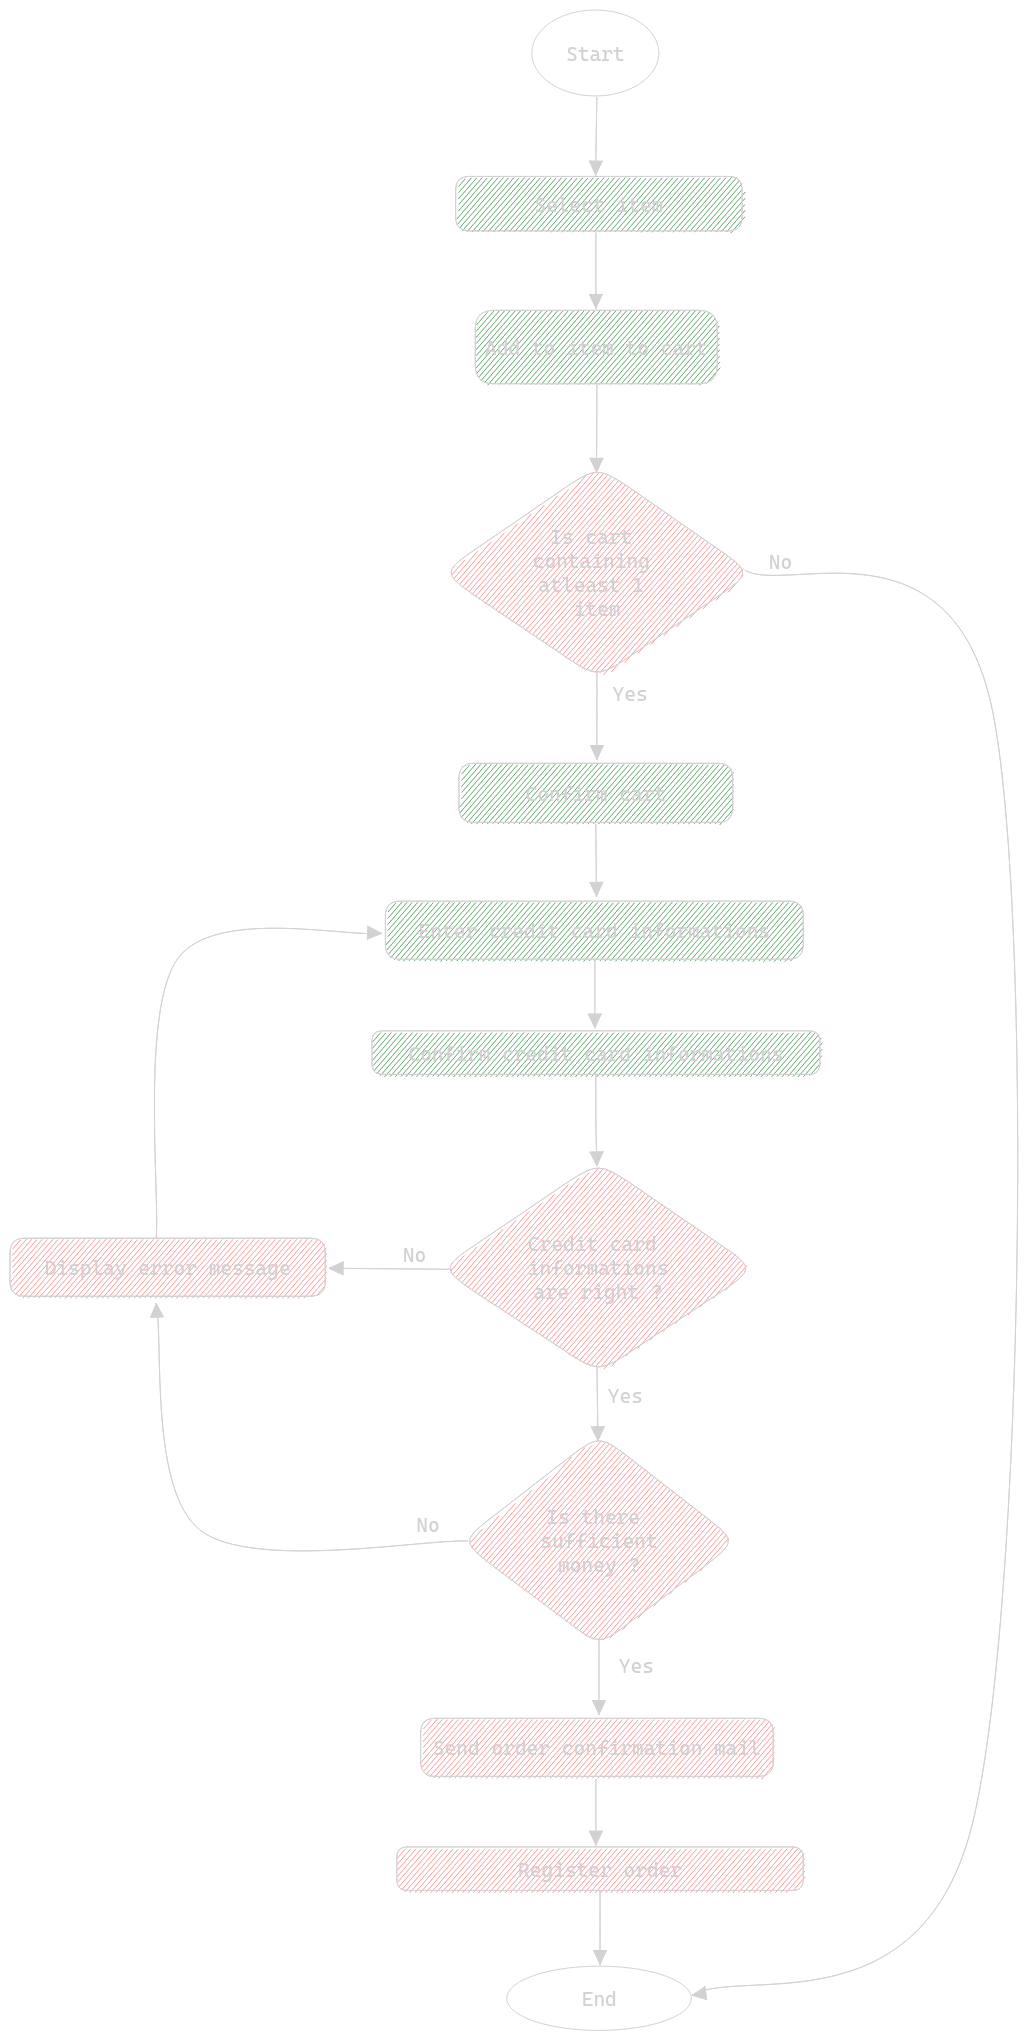 Start
Select item
Add to item to cart
Is cart
containing
atleast 1
item
No
Yes
Confirm cart
Enter credit card informations
Confirm credit card informations
Credit card
informations
are right ?
No
Display error message
Yes
Is there
sufficient
money ?
No
Yes
Send order confirmation mail
Register order
End